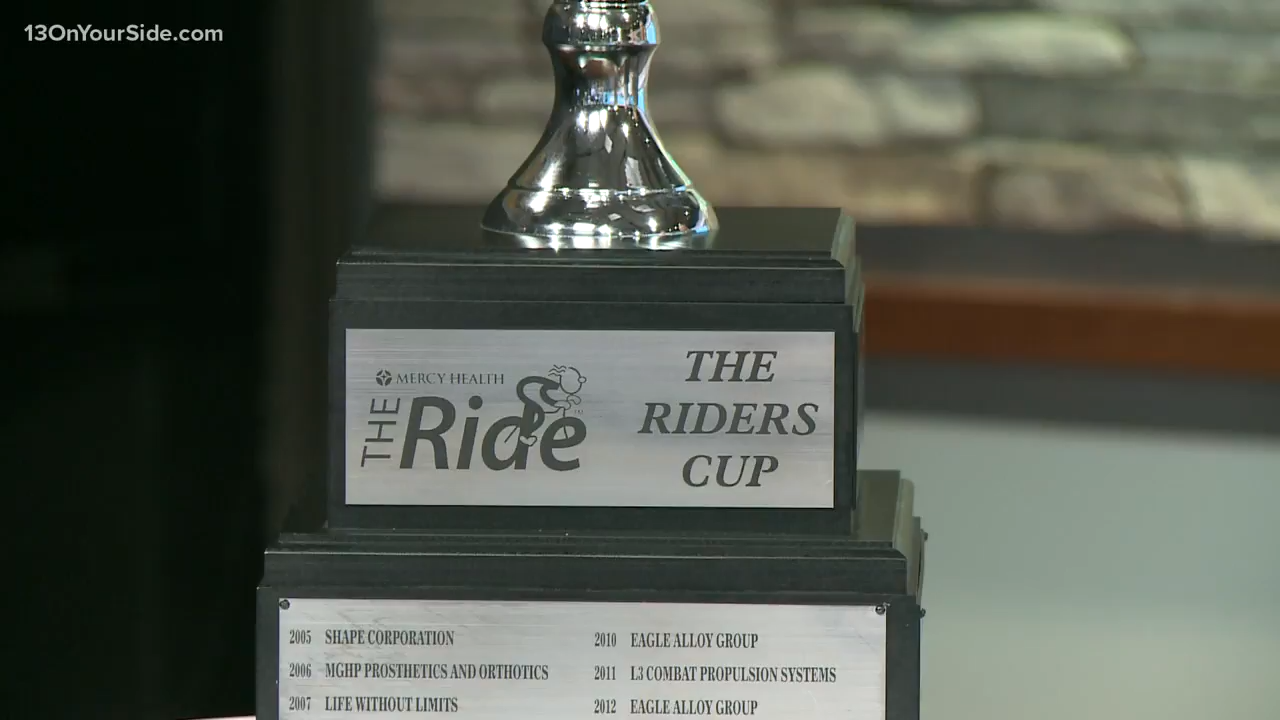 13OnYourSide.com
MERCY HEALTH
THE Ride
THE
RIDERS
CUP
2005 SHAPE CORPORATION
2006 MGHP PROSTHETICS AND ORTHOTICS
2007 LIFE WITHOUT LIMITS
2010 EAGLE ALLOY GROUP
2011 L3 COMBAT PROPULSION SYSTEMS
2012 EAGLE ALLOY GROUP